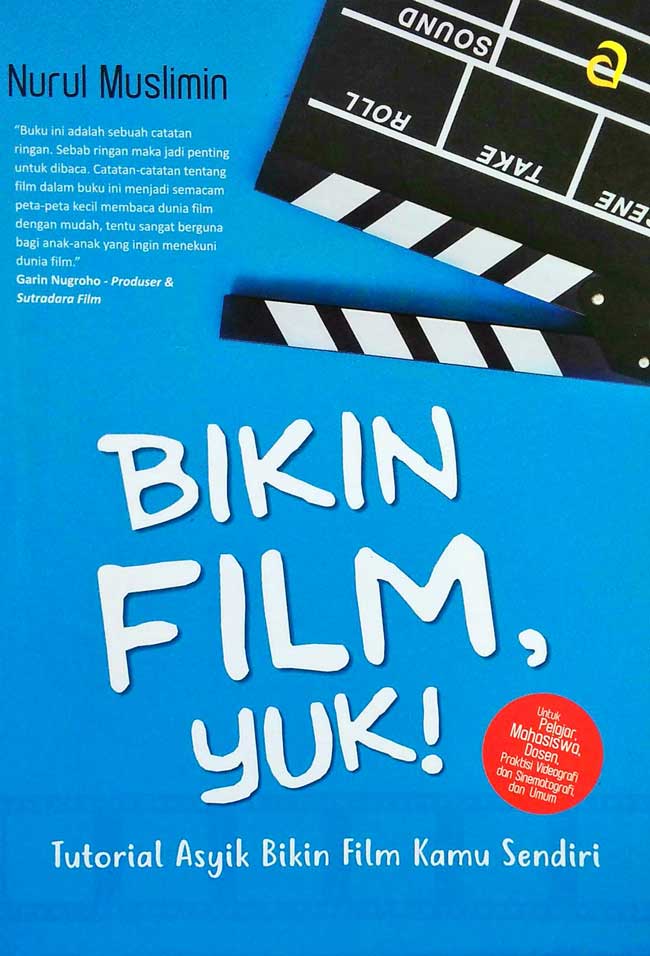 Nurul Muslimin
“Buku ini adalah sebuah catatan
ringan. Sebab ringan maka jadi penting
untuk dibaca. Catatan-catatan tentang
film dalam buku ini menjadi semacam
peta-peta kecil membaca dunia film
dengan mudah, tentu sangat berguna
bagi anak-anak yang ingin menekuni
dunia film.”
Garin Nugroho - Produser &
Sutradara Film
a
SOUND
ROLL
TAKE
ENE
BIKIN
FILM,
YUK!
Untuk
Pelajar,
Mahasiswa,
Dosen,
Praktisi Videografi
dan Sinematografi,
dan Umum
Tutorial Asyik Bikin Film Kamu Sendiri